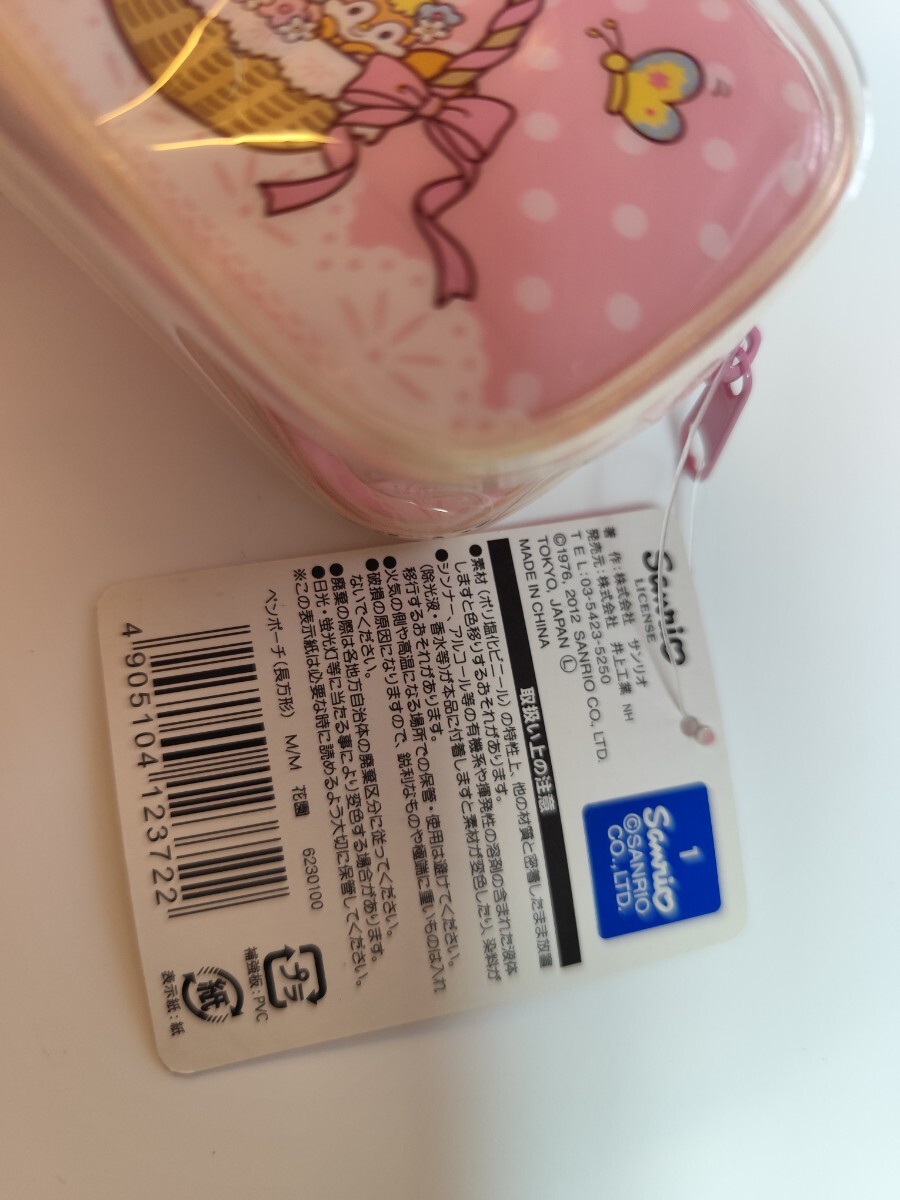 Sanrio
LICENSE
著 作:株式会社 サンリオ
発売元:株式会社 井上工業 NH
TEL:03-5423-5250
©1976, 2012 SANRIO CO., LTD.
TOKYO, JAPAN Ⓛ
MADE IN CHINA
1
Sanrio
©SANRIO
CO.,LTD.
取扱い上の注意
●素材(ポリ塩化ビニール)の特性上、他の材質と密着したまま放置
しますと色移りするおそれがあります。
●シンナー、アルコール等の有機系や揮発性の溶剤の含まれた液体
(除光液・香水等)が本品に付着しますと素材が変色したり、染料が
移行するおそれがあります。
●火気の側や高温になる場所での保管・使用は避けてください。
●破損の原因になりますので、鋭利なものや極端に重いものは入れ
ないでください。
●廃棄の際は各地方自治体の廃棄区分に従ってください。
●日光・蛍光灯等に当たる事により変色する場合があります。
※この表示紙は必要な時に読めるよう大切に保管してください。
ペンポーチ(長方形) M/M 花園 6230100
4 905104 123722
プラ
補強板:PVC
紙
表示紙:紙